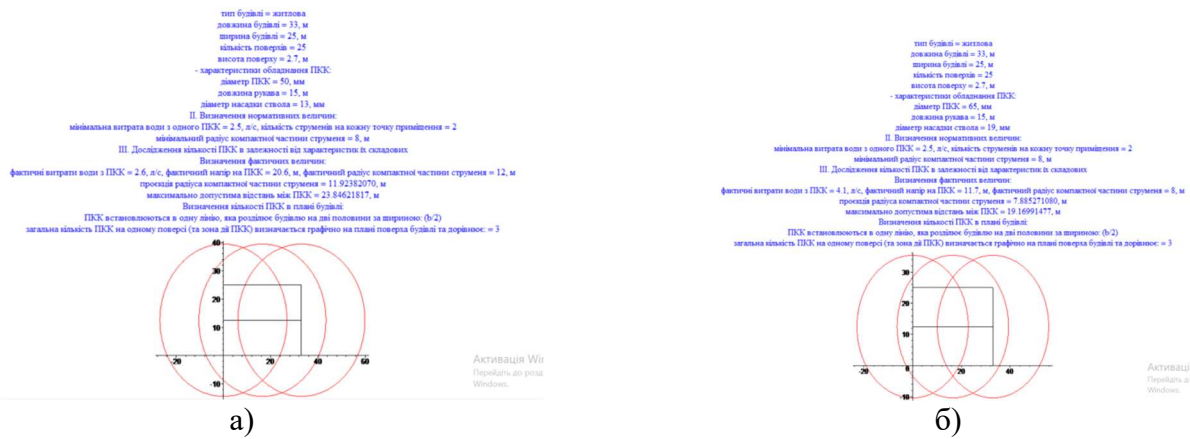 тип будівлі = житлова
довжина будівлі = 33, м
ширина будівлі = 25, м
кількість поверхів = 25
висота поверху = 2.7, м
- характеристики обладнання ПКК:
діаметр ПКК = 50, мм
довжина рукава = 15, м
діаметр насадки ствола = 13, мм
II. Визначення нормативних величин:
мінімальна витрата води з одного ПКК = 2.5, л/с, кількість струменів на кожну точку приміщення = 2
мінімальний радіус компактної частини струменя = 8, м
III. Дослідження кількості ПКК в залежності від характеристик їх складових
Визначення фактичних величин:
фактичні витрати води з ПКК = 2.6, л/с, фактичний напір на ПКК = 20.6, м, фактичний радіус компактної частини струменя = 12, м
проєкція радіуса компактної частини струменя = 11.92382070, м
максимально допустима відстань між ПКК = 23.84621817, м
Визначення кількості ПКК в плані будівлі:
ПКК встановлюються в одну лінію, яка розділює будівлю на дві половини за шириною: (b/2)
загальна кількість ПКК на одному поверсі (та зона дії ПКК) визначається графічно на плані поверха будівлі та дорівнює: = 3
40
30
20
10
-10
-20
20
40
60
Активація Wi
Перейдіть до розд
Windows.
а)
тип будівлі = житлова
довжина будівлі = 33, м
ширина будівлі = 25, м
кількість поверхів = 25
висота поверху = 2.7, м
- характеристики обладнання ПКК:
діаметр ПКК = 65, мм
довжина рукава = 15, м
діаметр насадки ствола = 19, мм
II. Визначення нормативних величин:
мінімальна витрата води з одного ПКК = 2.5, л/с, кількість струменів на кожну точку приміщення = 2
мінімальний радіус компактної частини струменя = 8, м
III. Дослідження кількості ПКК в залежності від характеристик їх складових
Визначення фактичних величин:
фактичні витрати води з ПКК = 4.1, л/с, фактичний напір на ПКК = 11.7, м, фактичний радіус компактної частини струменя = 8, м
проєкція радіуса компактної частини струменя = 7.885271080, м
максимально допустима відстань між ПКК = 19.16991477, м
Визначення кількості ПКК в плані будівлі:
ПКК встановлюються в одну лінію, яка розділює будівлю на дві половини за шириною: (b/2)
загальна кількість ПКК на одному поверсі (та зона дії ПКК) визначається графічно на плані поверха будівлі та дорівнює: = 3
30
20
10
0
-10
-20
20
40
Активаці
Перейдіть д
Windows.
б)